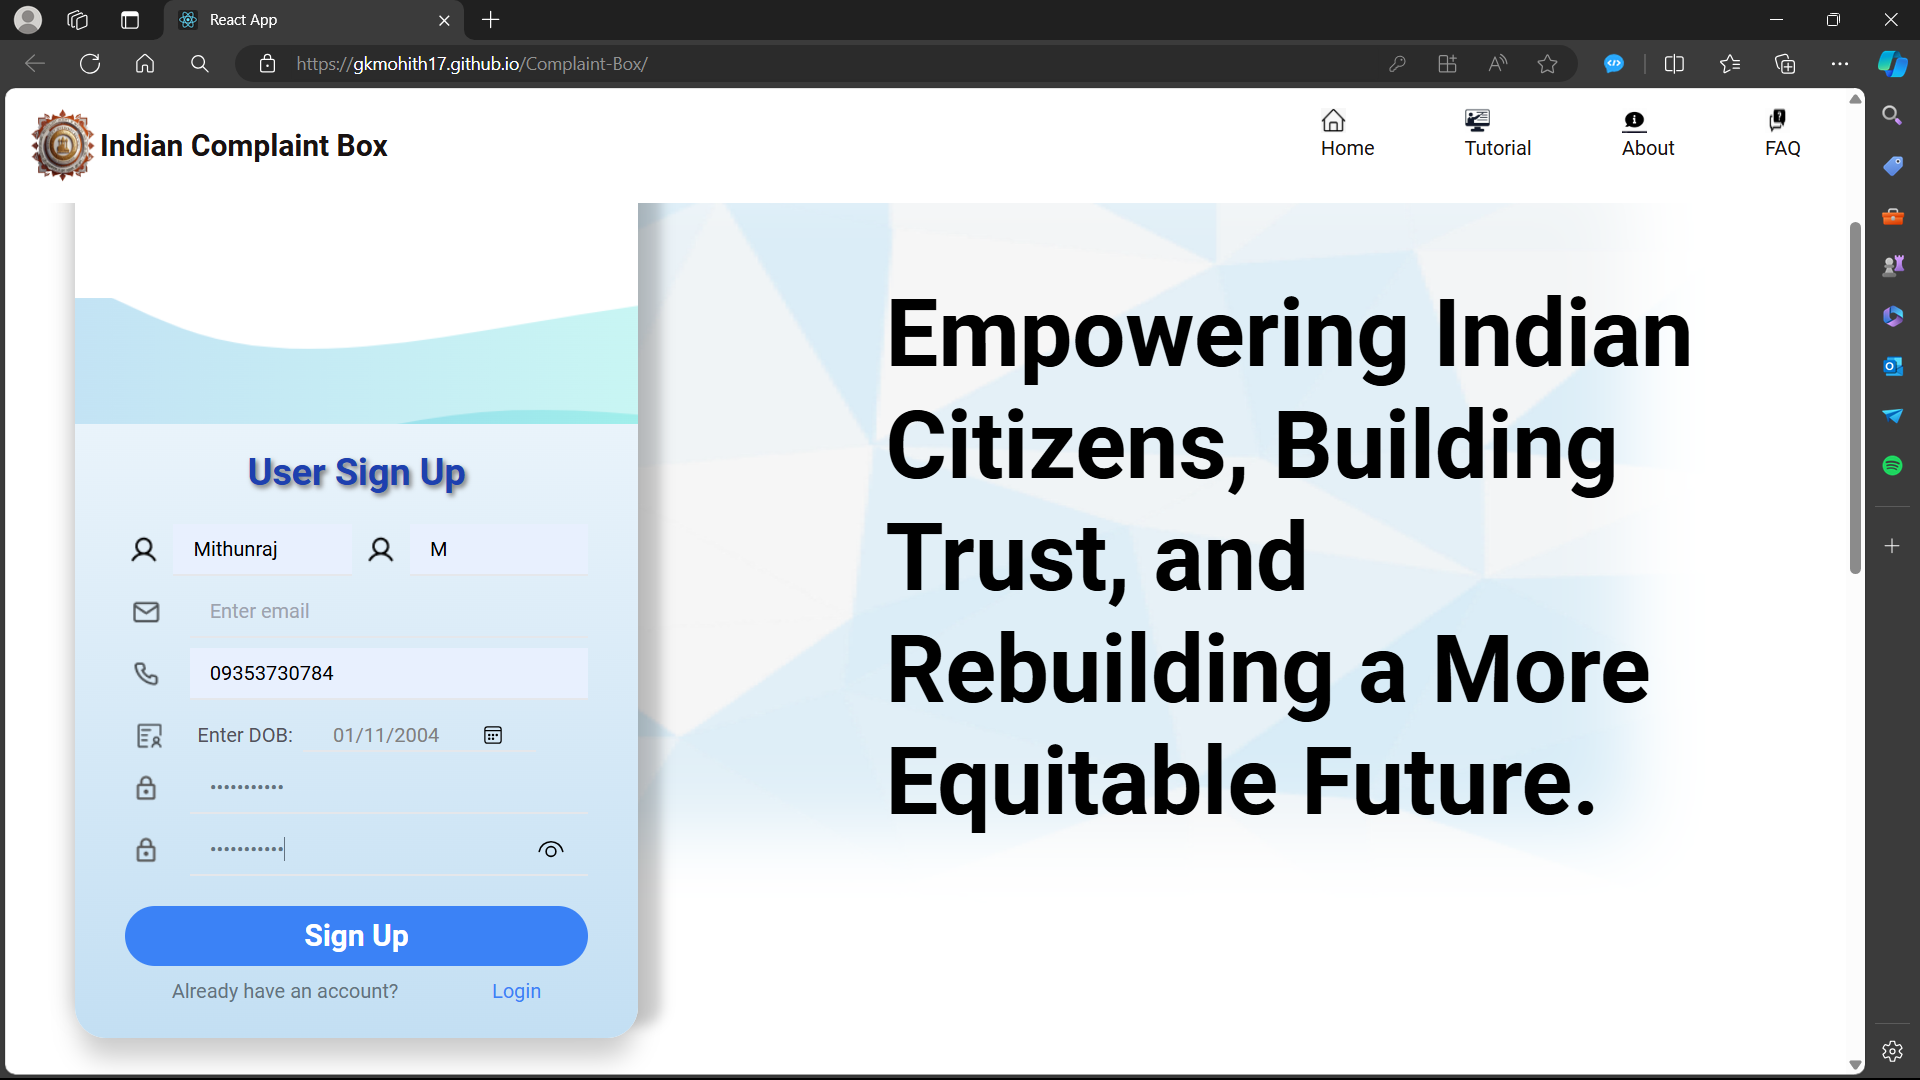 React App
https://gkmohith17.github.io/Complaint-Box/
Indian Complaint Box
Home
Tutorial
About
FAQ
User Sign Up
Mithunraj
M
Enter email
09353730784
Enter DOB:
01/11/2004
•••••••••••
•••••••••••
Sign Up
Already have an account?
Login
Empowering Indian
Citizens, Building
Trust, and
Rebuilding a More
Equitable Future.